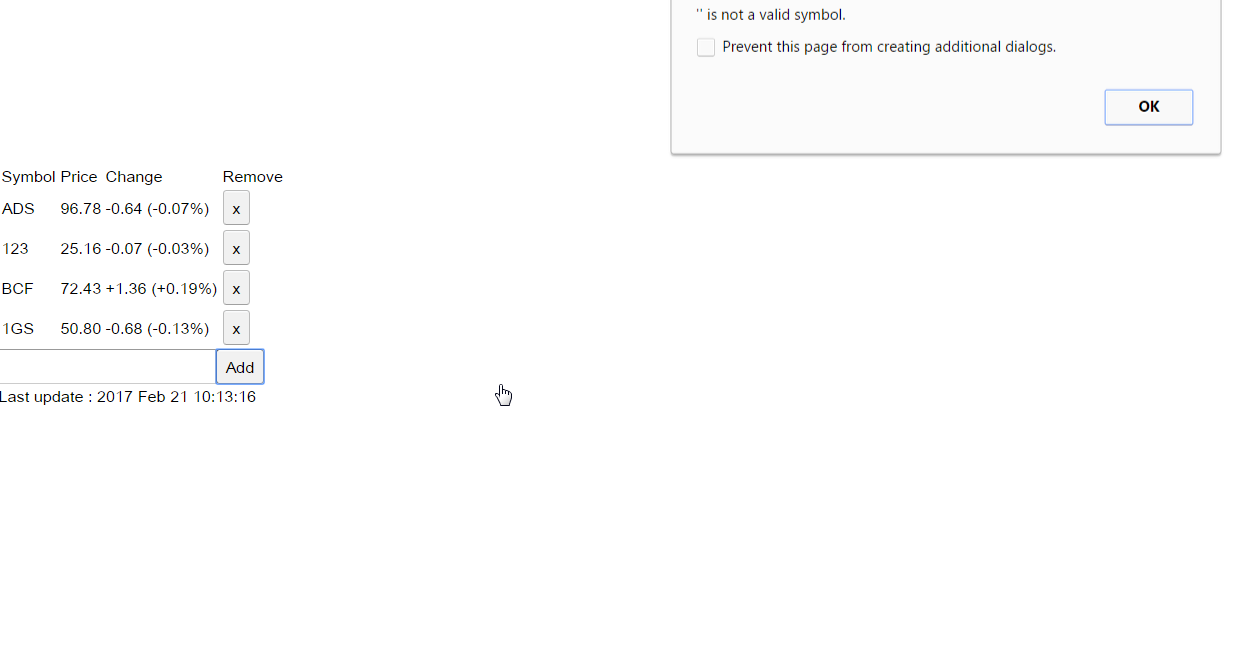 '' is not a valid symbol.
Prevent this page from creating additional dialogs.
OK
Symbol Price Change Remove
ADS 96.78 -0.64 (-0.07%) x
123 25.16 -0.07 (-0.03%) x
BCF 72.43 +1.36 (+0.19%) x
1GS 50.80 -0.68 (-0.13%) x
Add
Last update : 2017 Feb 21 10:13:16